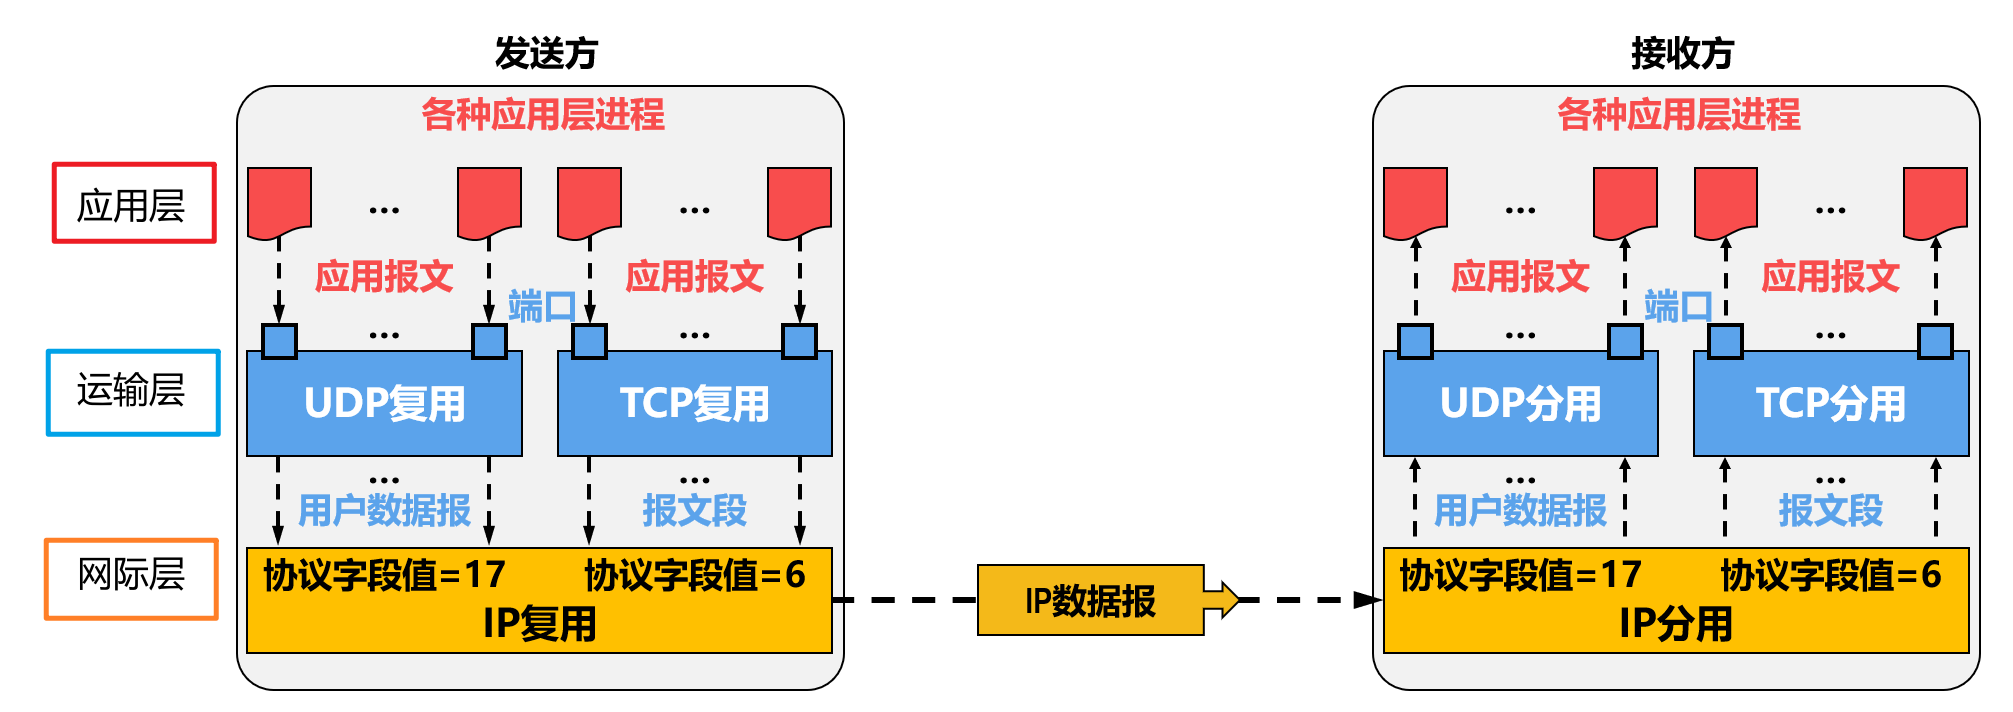 发送方
接收方
各种应用层进程
各种应用层进程
应用层
...
...
...
...
应用报文
应用报文
应用报文
应用报文
端口
端口
...
...
...
...
运输层
UDP复用
TCP复用
UDP分用
TCP分用
...
...
...
...
用户数据报
报文段
用户数据报
报文段
网际层
协议字段值=17
协议字段值=6
协议字段值=17
协议字段值=6
IP复用
IP数据报
IP分用